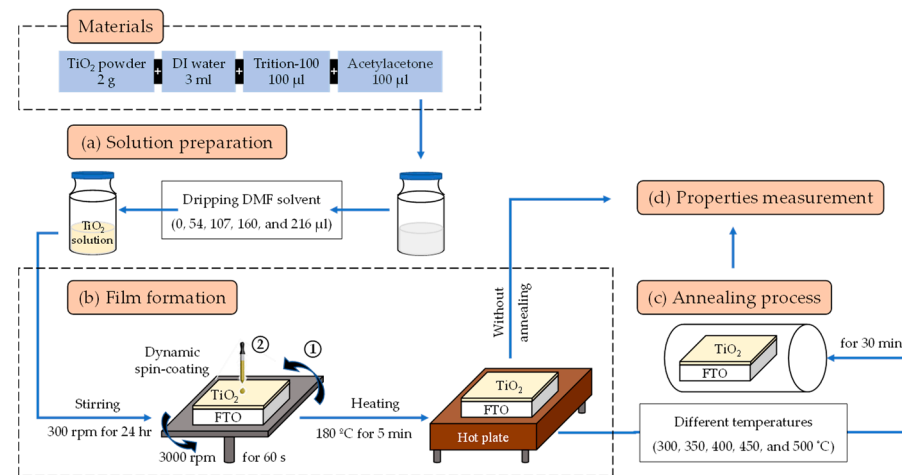 Materials
TiO₂ powder
2 g
+
DI water
3 ml
+
Trition-100
100 µl
+
Acetylacetone
100 µl
(a) Solution preparation
Dripping DMF solvent
(0, 54, 107, 160, and 216 µl)
TiO₂
solution
(d) Properties measurement
(b) Film formation
Without
annealing
(c) Annealing process
Dynamic
spin-coating
②
①
TiO₂
FTO
Stirring
300 rpm for 24 hr
3000 rpm
for 60 s
Heating
180 ºC for 5 min
TiO₂
FTO
Hot plate
TiO₂
FTO
for 30 min
Different temperatures
(300, 350, 400, 450, and 500 ˚C)